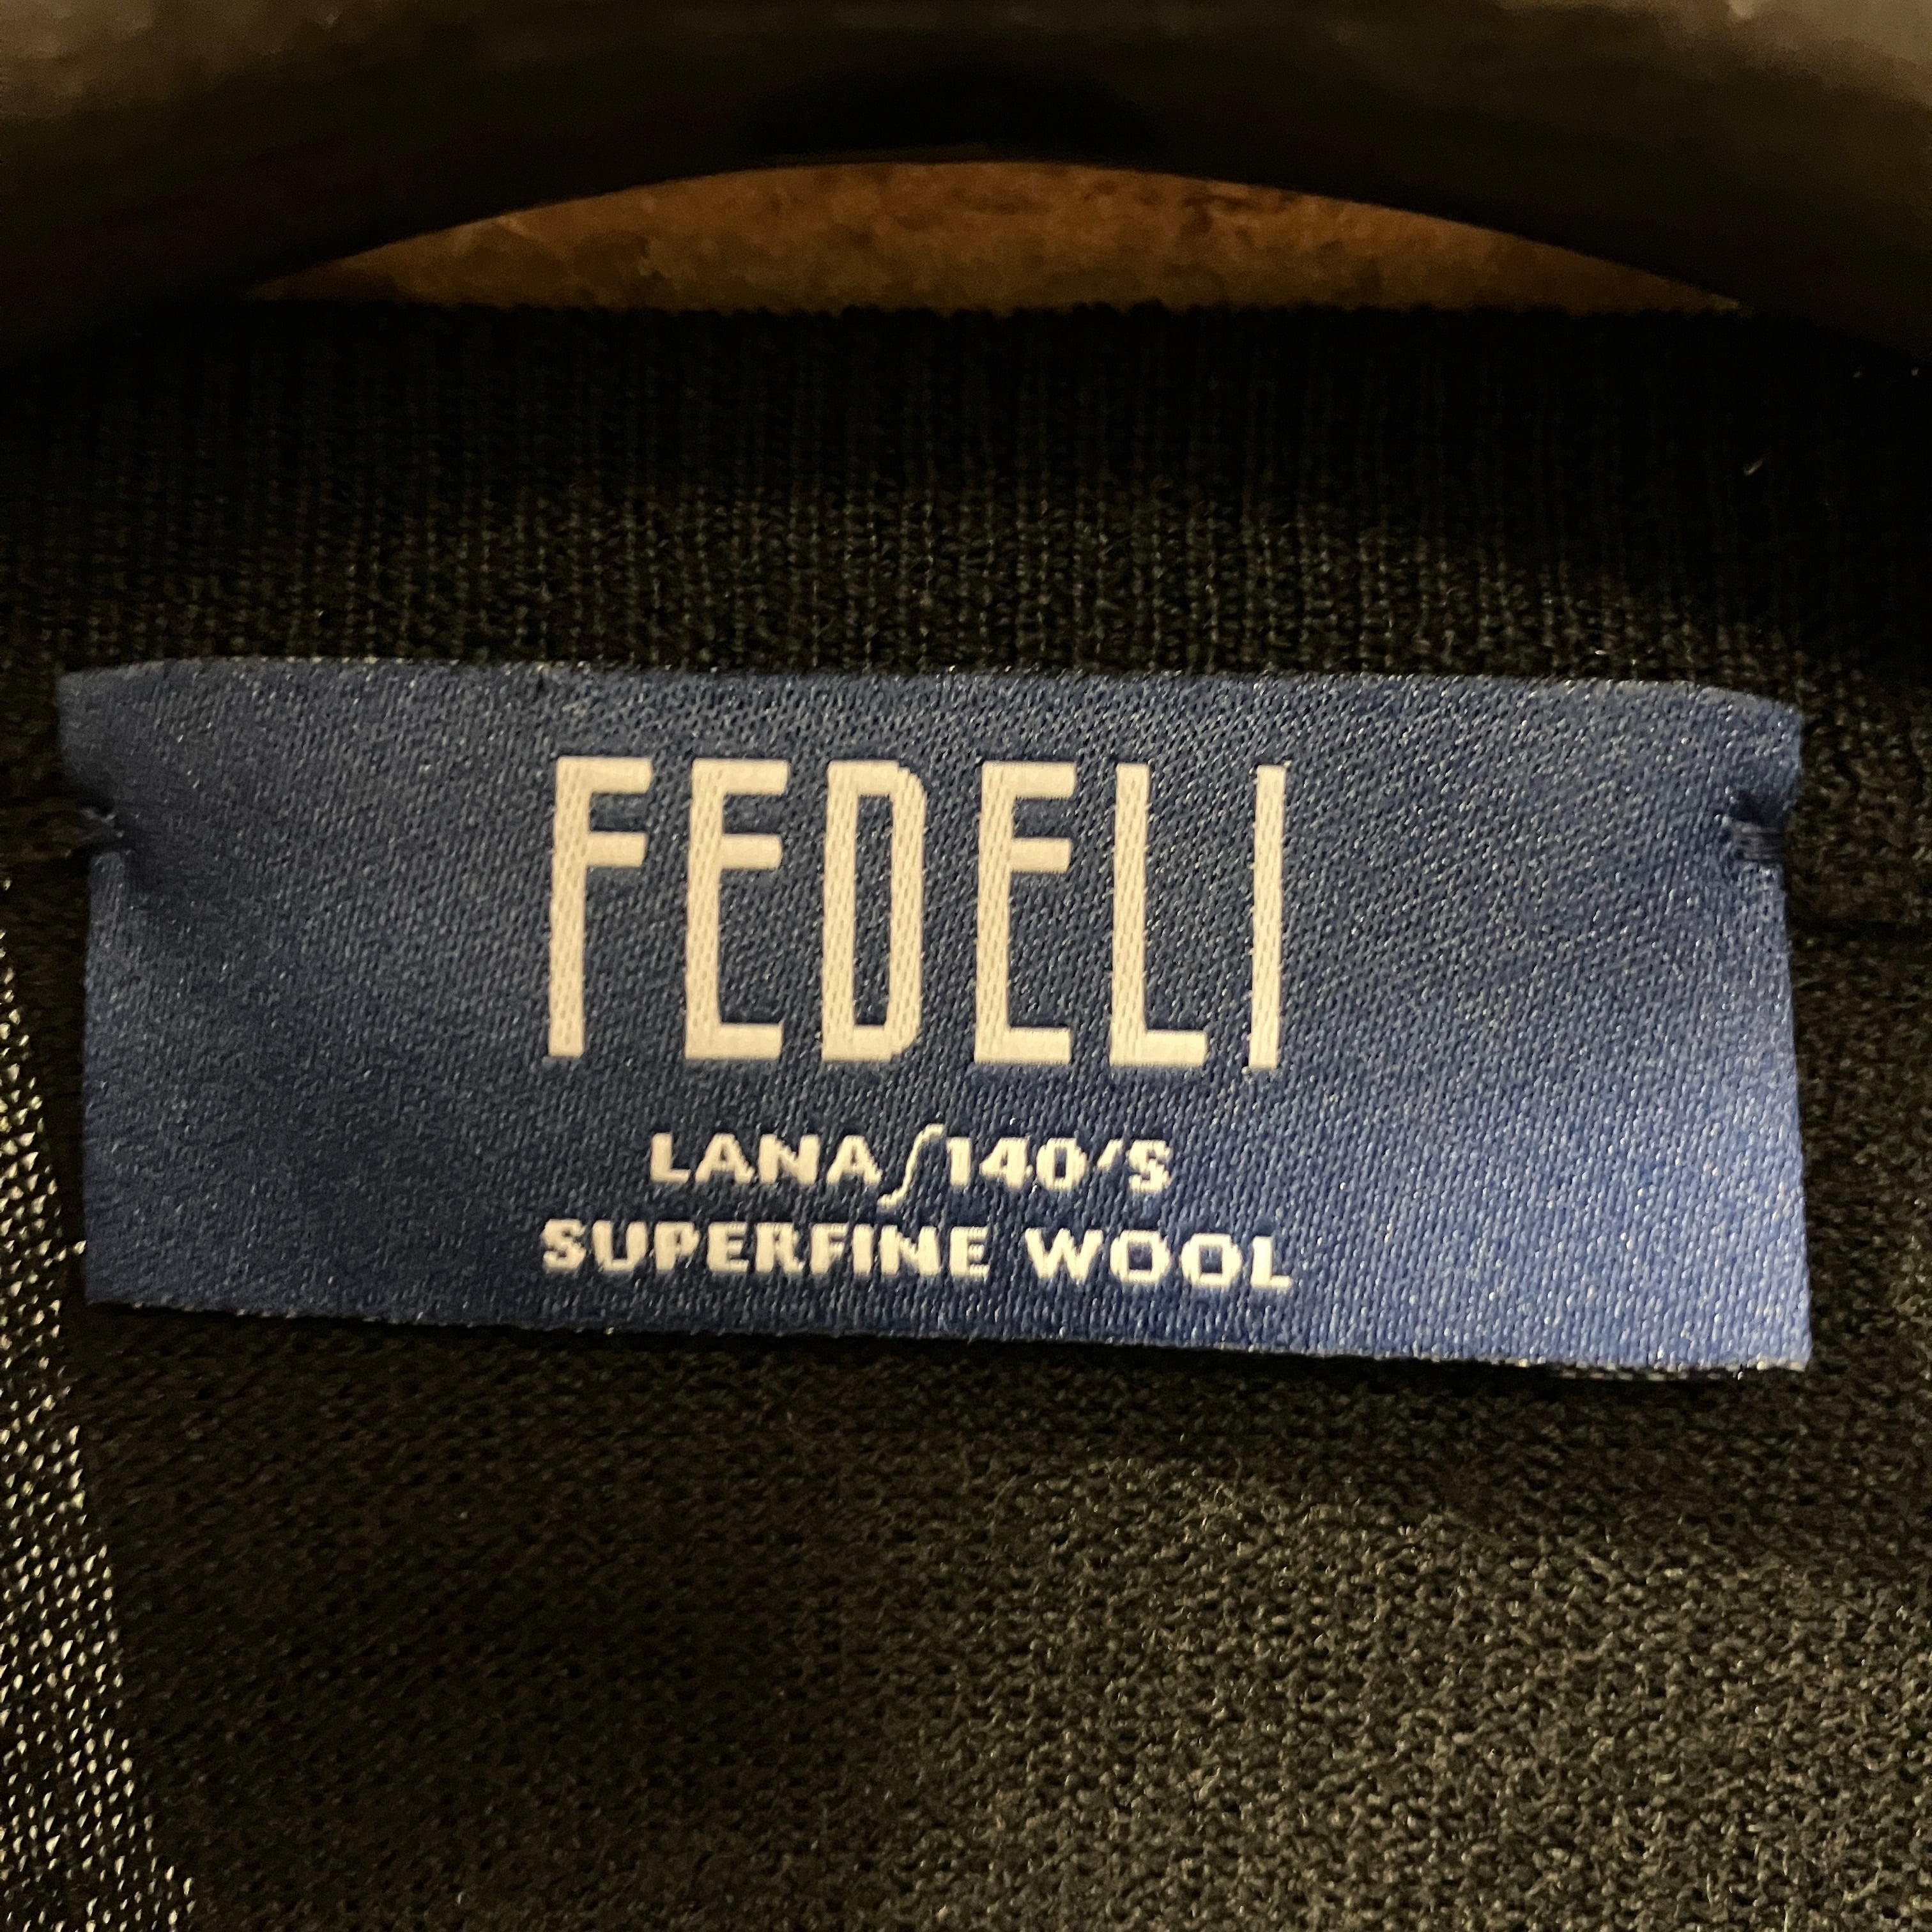 FEDELI
LANA/140'S
SUPERFINE WOOL